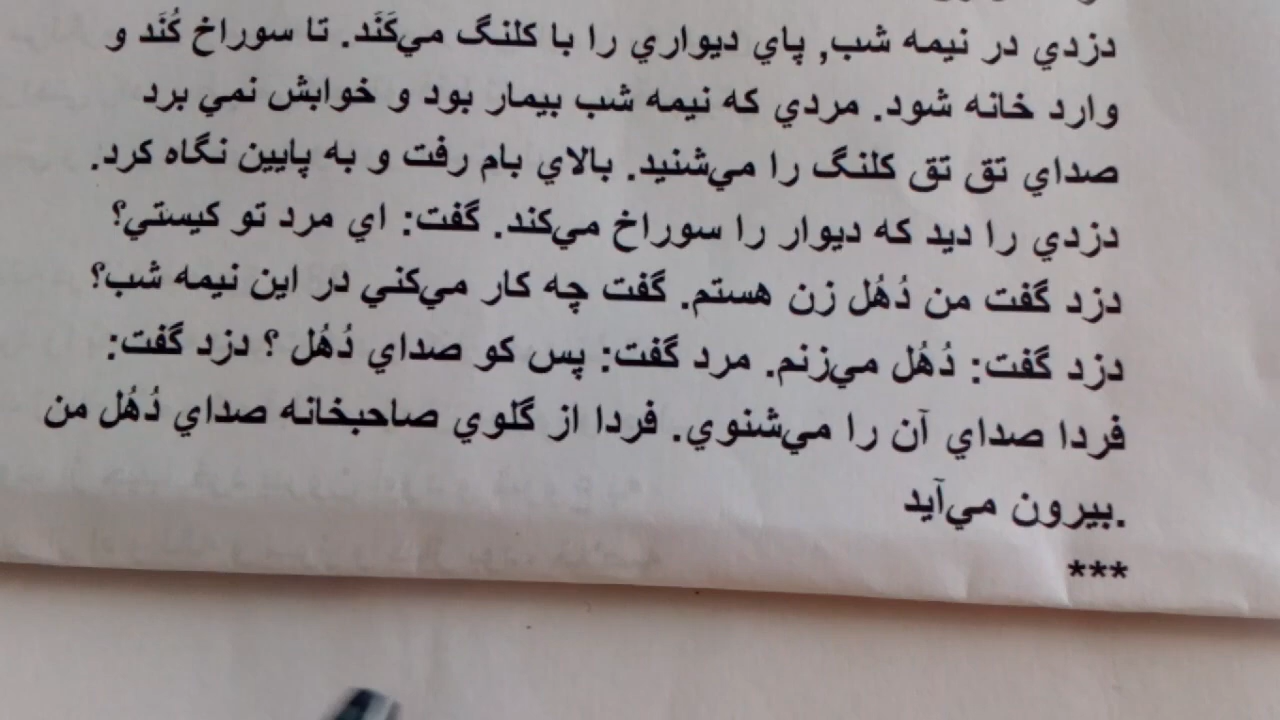 دزدي در نيمه شب, پاي ديواري را با كلنگ مي‌كَنَد. تا سوراخ كُنَد و
وارد خانه شود. مردي كه نيمه شب بيمار بود و خوابش نمي برد
صداي تق تق كلنگ را مي‌شنيد. بالاي بام رفت و به پايين نگاه كرد.
دزدي را ديد كه ديوار را سوراخ مي‌كند. گفت: اي مرد تو كيستي؟
دزد گفت من دُهُل زن هستم. گفت چه كار مي‌كني در اين نيمه شب؟
دزد گفت: دُهُل مي‌زنم. مرد گفت: پس كو صداي دُهُل ؟ دزد گفت:
فردا صداي آن را مي‌شنوي. فردا از گلوي صاحبخانه صداي دُهُل من
.بيرون مي‌آيد
***